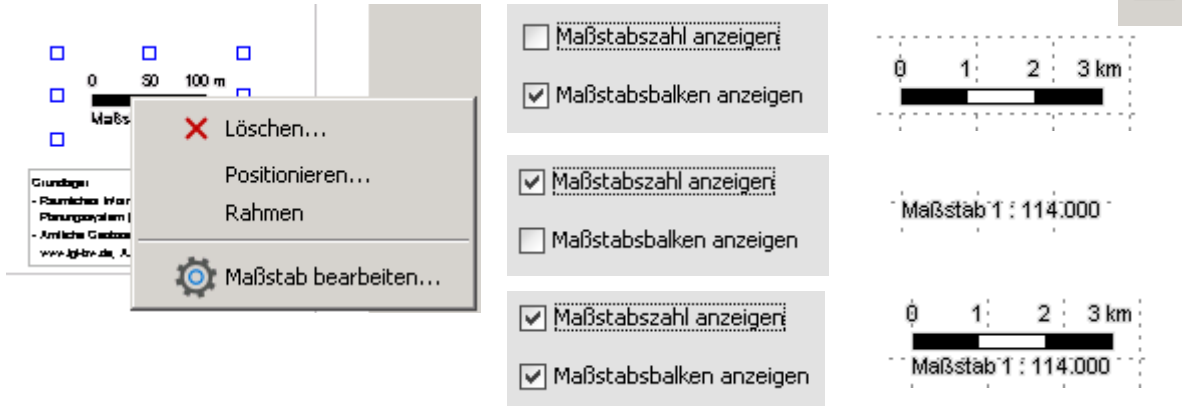 0 50 100 m
Maßs
Löschen...
Positionieren...
Rahmen
Maßstab bearbeiten...
Grundlage:
Maßstabszahl anzeigen
Maßstabsbalken anzeigen
0 1 2 3 km
Maßstabszahl anzeigen
Maßstabsbalken anzeigen
Maßstab 1 : 114.000
Maßstabszahl anzeigen
Maßstabsbalken anzeigen
0 1 2 3 km
Maßstab 1 : 114.000